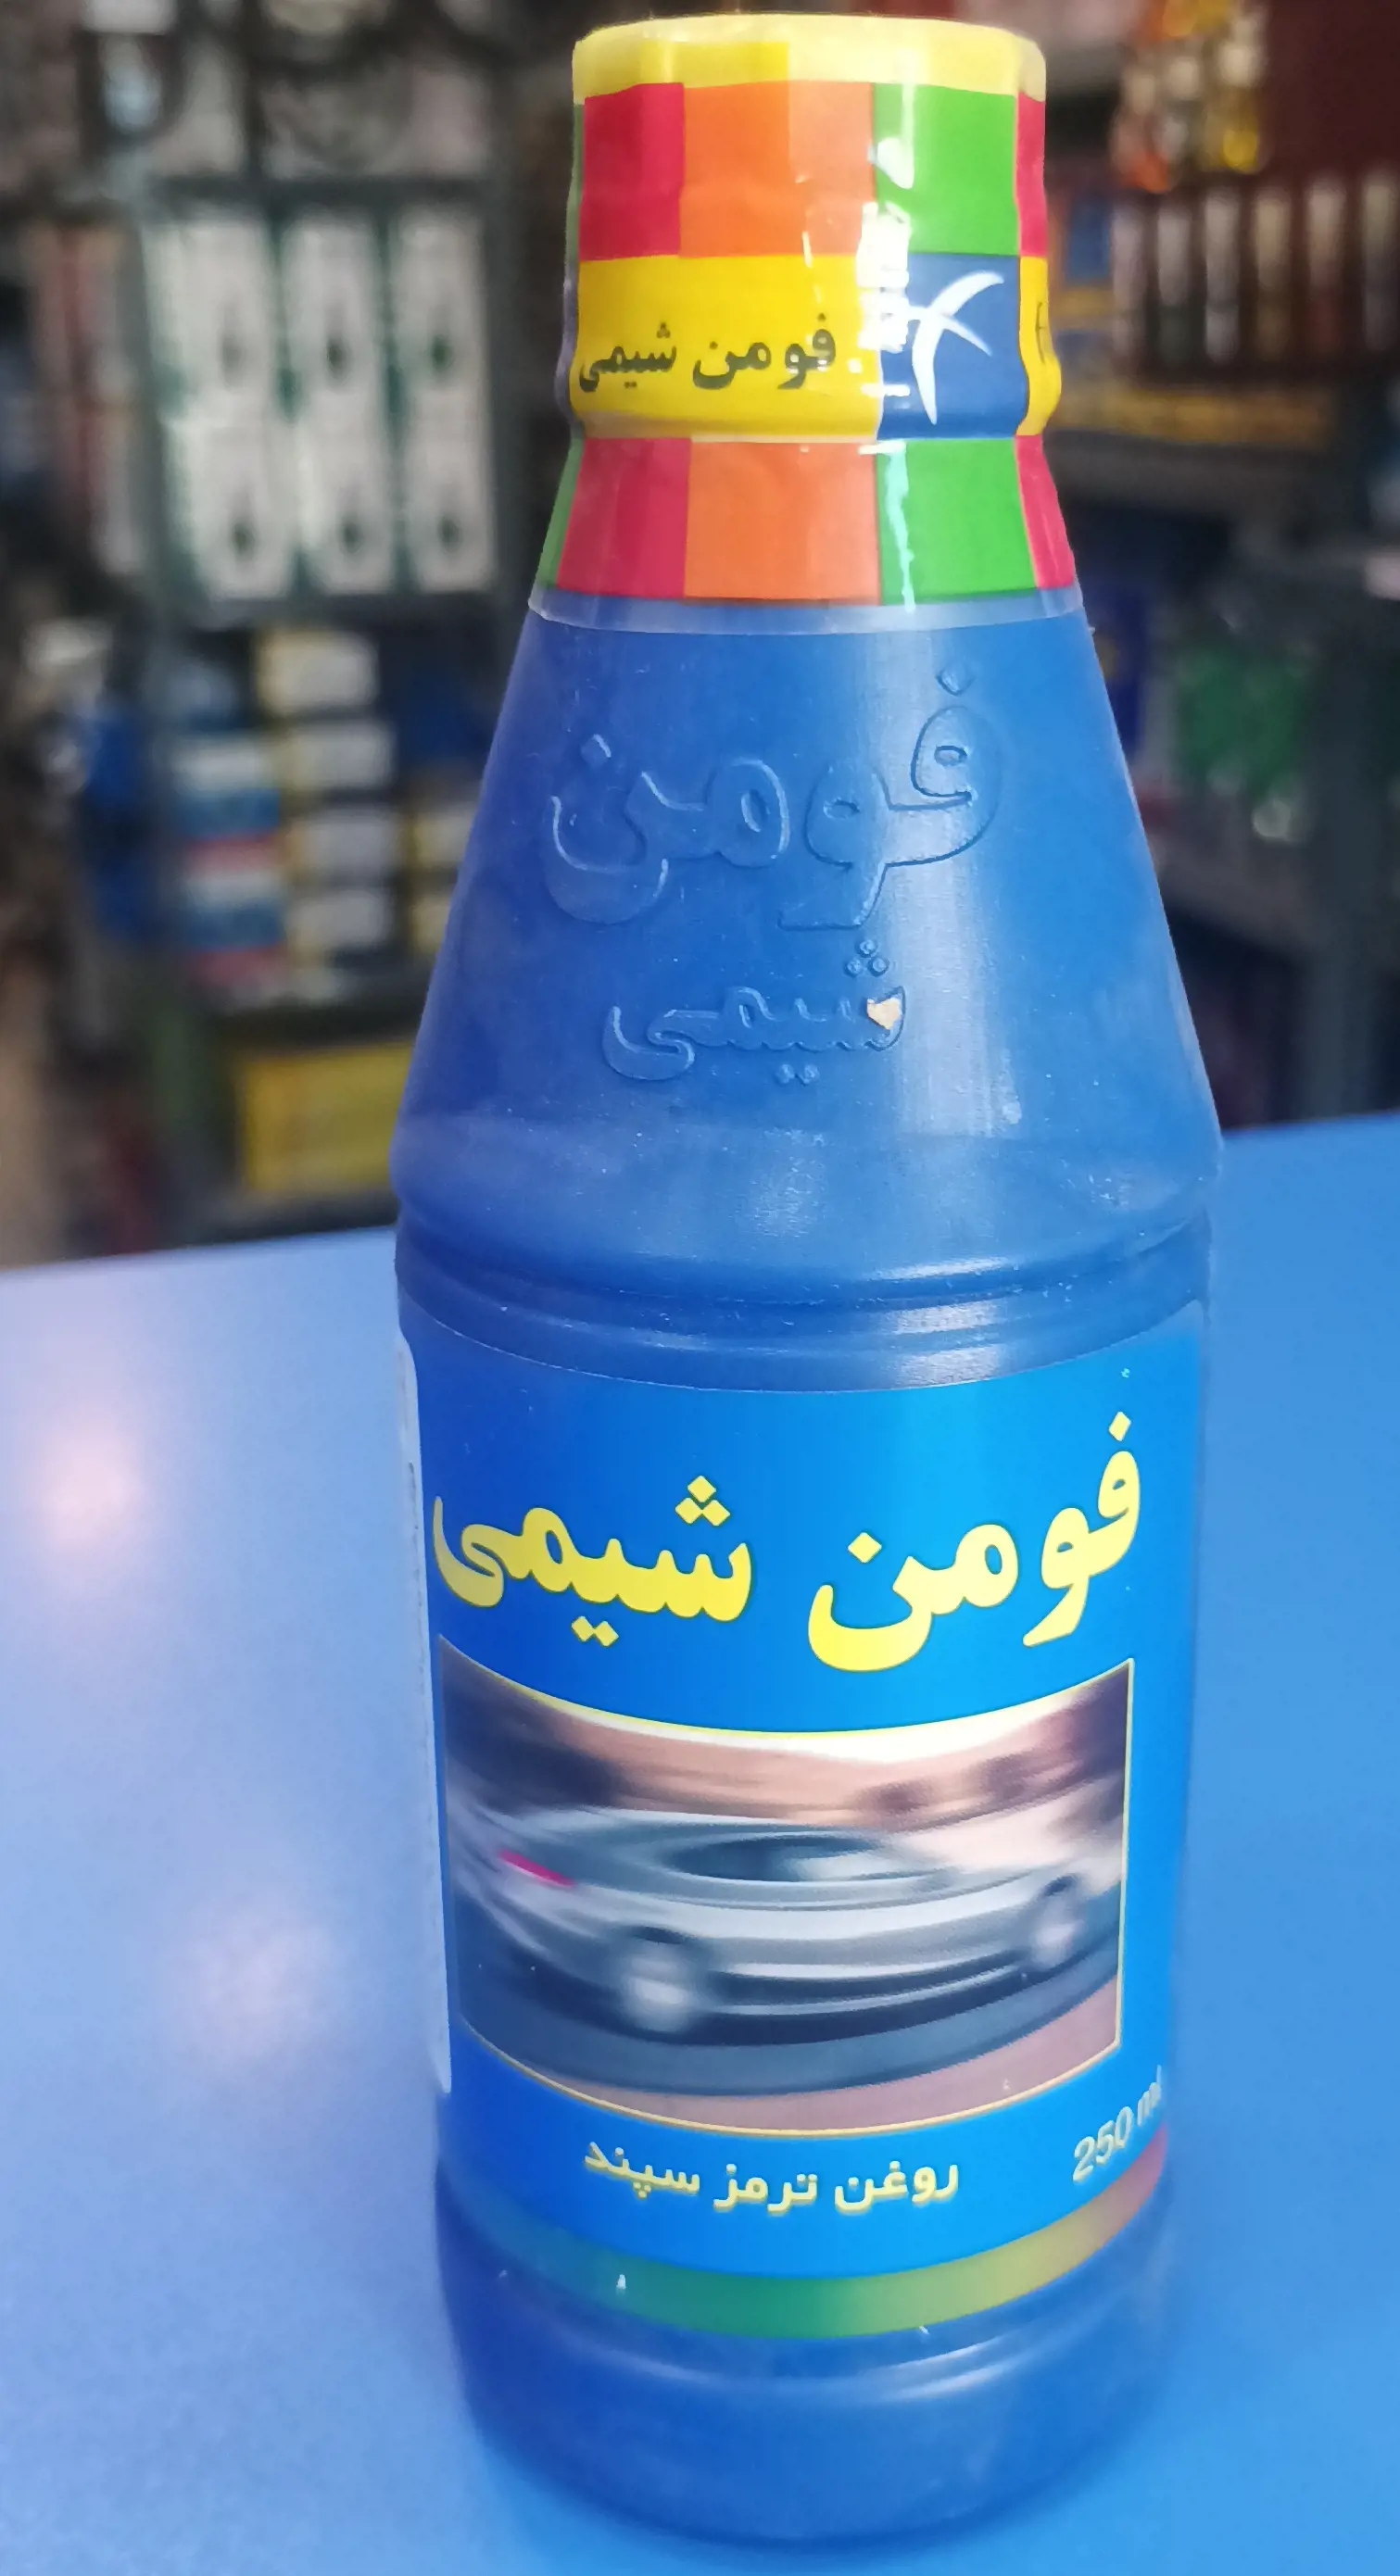 فومن شیمی
فومن
شیمی
فومن شیمی
روغن ترمز سپند
250 ml